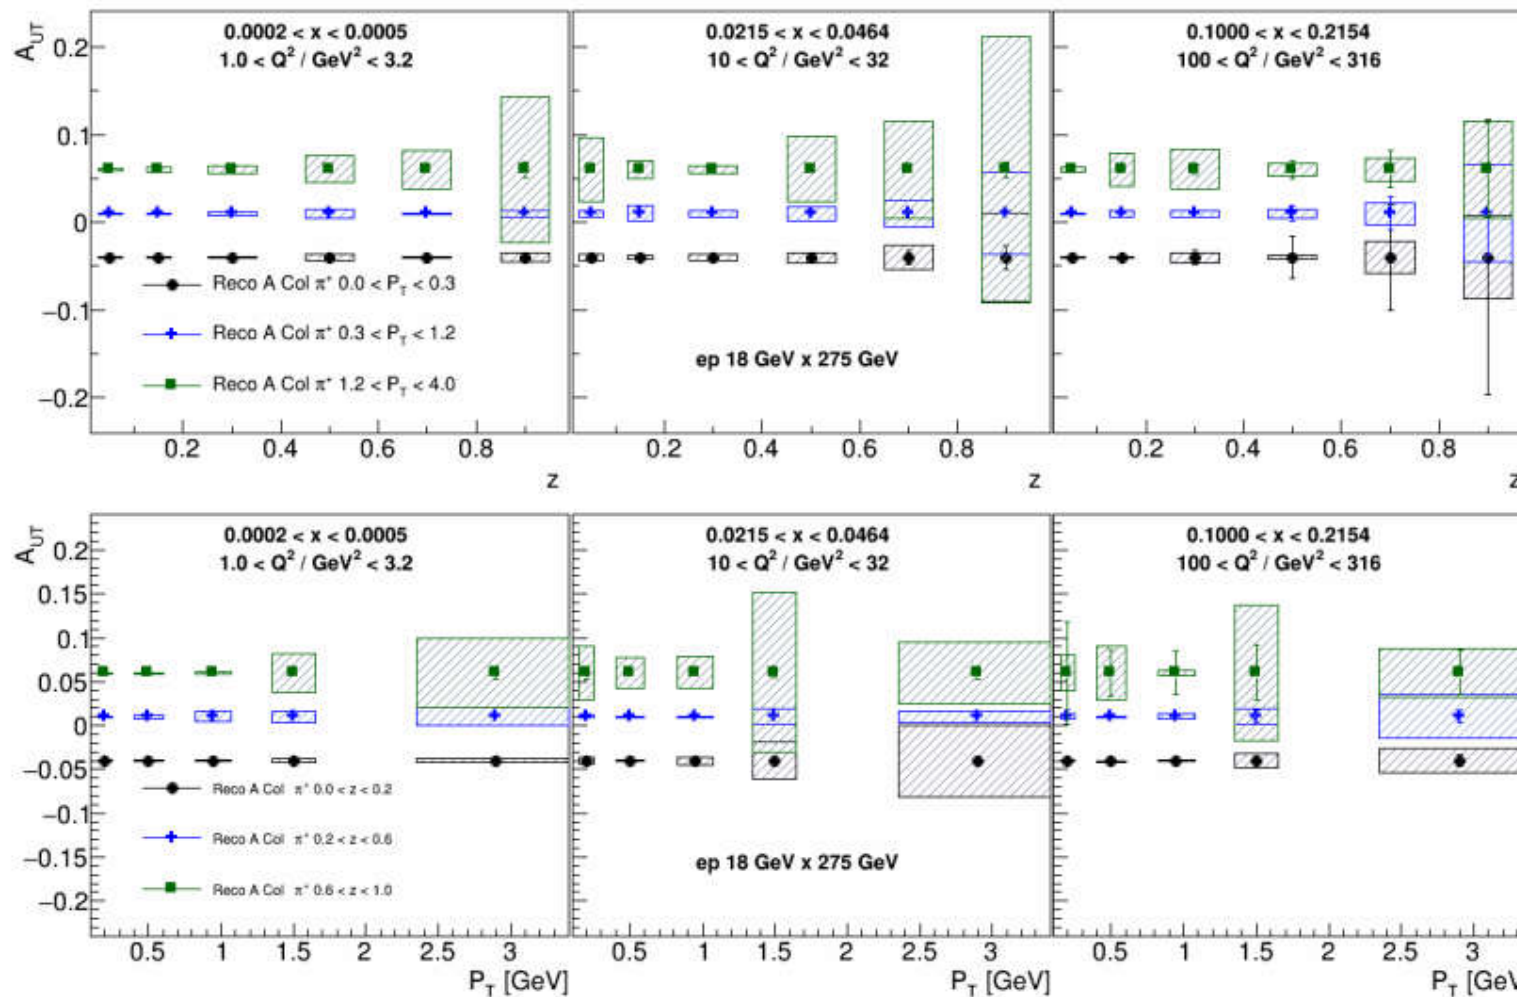 A_UT
0.2
0.1
0
−0.1
−0.2
0.0002 < x < 0.0005
1.0 < Q² / GeV² < 3.2
Reco A Col π⁺ 0.0 < P_T < 0.3
Reco A Col π⁺ 0.3 < P_T < 1.2
Reco A Col π⁺ 1.2 < P_T < 4.0
0.2 0.4 0.6 0.8
z
0.0215 < x < 0.0464
10 < Q² / GeV² < 32
ep 18 GeV x 275 GeV
0.2 0.4 0.6 0.8
z
0.1000 < x < 0.2154
100 < Q² / GeV² < 316
0.2 0.4 0.6 0.8
z
A_UT
0.2
0.15
0.1
0.05
0
−0.05
−0.1
−0.15
−0.2
0.0002 < x < 0.0005
1.0 < Q² / GeV² < 3.2
Reco A Col π⁺ 0.0 < z < 0.2
Reco A Col π⁺ 0.2 < z < 0.6
Reco A Col π⁺ 0.6 < z < 1.0
0.5 1 1.5 2 2.5 3
P_T [GeV]
0.0215 < x < 0.0464
10 < Q² / GeV² < 32
ep 18 GeV x 275 GeV
0.5 1 1.5 2 2.5 3
P_T [GeV]
0.1000 < x < 0.2154
100 < Q² / GeV² < 316
0.5 1 1.5 2 2.5 3
P_T [GeV